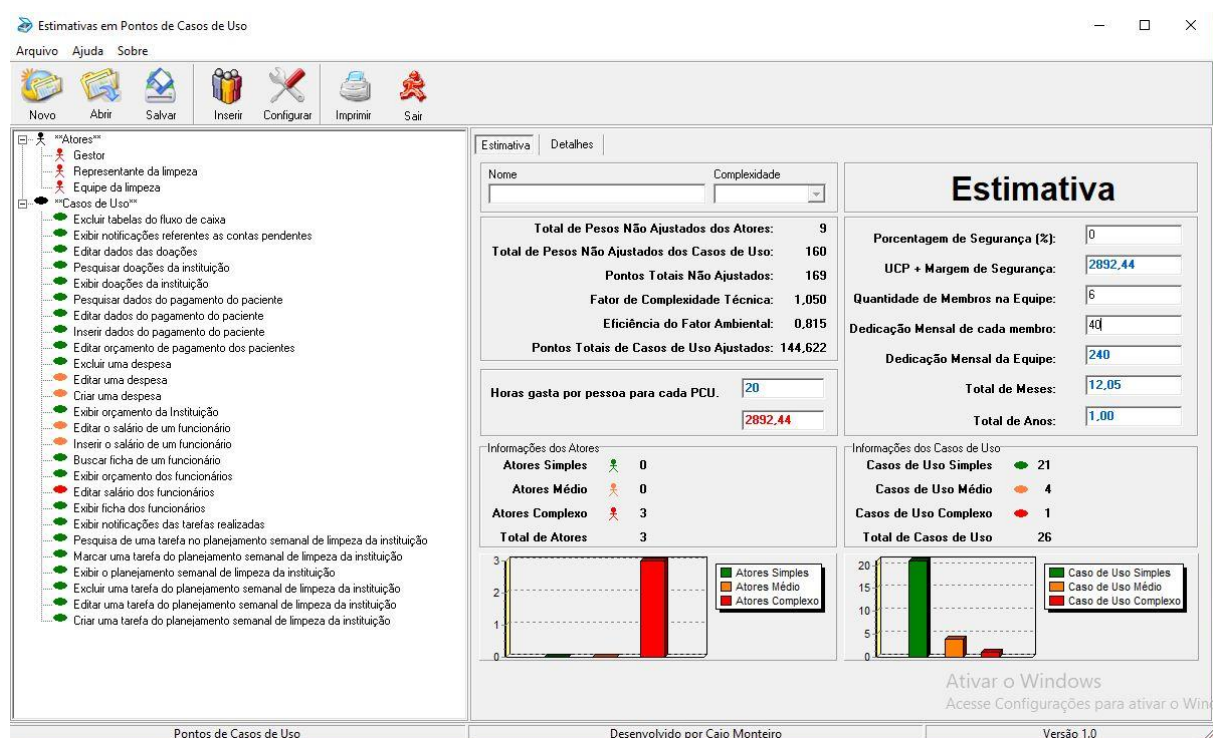 Estimativas em Pontos de Casos de Uso
Arquivo Ajuda Sobre
Novo Abrir Salvar Inserir Configurar Imprimir Sair
**Atores**
Gestor
Representante da limpeza
Equipe da limpeza
**Casos de Uso**
Excluir tabelas do fluxo de caixa
Exibir notificações referentes as contas pendentes
Editar dados das doações
Pesquisar doações da instituição
Exibir doações da instituição
Pesquisar dados do pagamento do paciente
Editar dados do pagamento do paciente
Inserir dados do pagamento do paciente
Editar orçamento de pagamento dos pacientes
Excluir uma despesa
Editar uma despesa
Criar uma despesa
Exibir orçamento da Instituição
Editar o salário de um funcionário
Inserir o salário de um funcionário
Buscar ficha de um funcionário
Exibir orçamento dos funcionários
Editar salário dos funcionários
Exibir ficha dos funcionários
Exibir notificações das tarefas realizadas
Pesquisa de uma tarefa no planejamento semanal de limpeza da instituição
Marcar uma tarefa do planejamento semanal de limpeza da instituição
Exibir o planejamento semanal de limpeza da instituição
Excluir uma tarefa do planejamento semanal de limpeza da instituição
Editar uma tarefa do planejamento semanal de limpeza da instituição
Criar uma tarefa do planejamento semanal de limpeza da instituição
Estimativa Detalhes
Nome Complexidade
Total de Pesos Não Ajustados dos Atores: 9
Total de Pesos Não Ajustados dos Casos de Uso: 160
Pontos Totais Não Ajustados: 169
Fator de Complexidade Técnica: 1,050
Eficiência do Fator Ambiental: 0,815
Pontos Totais de Casos de Uso Ajustados: 144,622
Horas gasta por pessoa para cada PCU. 20
2892,44
Informações dos Atores
Atores Simples 0
Atores Médio 0
Atores Complexo 3
Total de Atores 3
3
2
1
0
Atores Simples
Atores Médio
Atores Complexo
Estimativa
Porcentagem de Segurança (%): 0
UCP + Margem de Segurança: 2892,44
Quantidade de Membros na Equipe: 6
Dedicação Mensal de cada membro: 40
Dedicação Mensal da Equipe: 240
Total de Meses: 12,05
Total de Anos: 1,00
Informações dos Casos de Uso
Casos de Uso Simples 21
Casos de Uso Médio 4
Casos de Uso Complexo 1
Total de Casos de Uso 26
20
15
10
5
0
Caso de Uso Simples
Caso de Uso Médio
Caso de Uso Complexo
Ativar o Windows
Acesse Configurações para ativar o Win
Pontos de Casos de Uso Desenvolvido por Caio Monteiro Versão 1.0